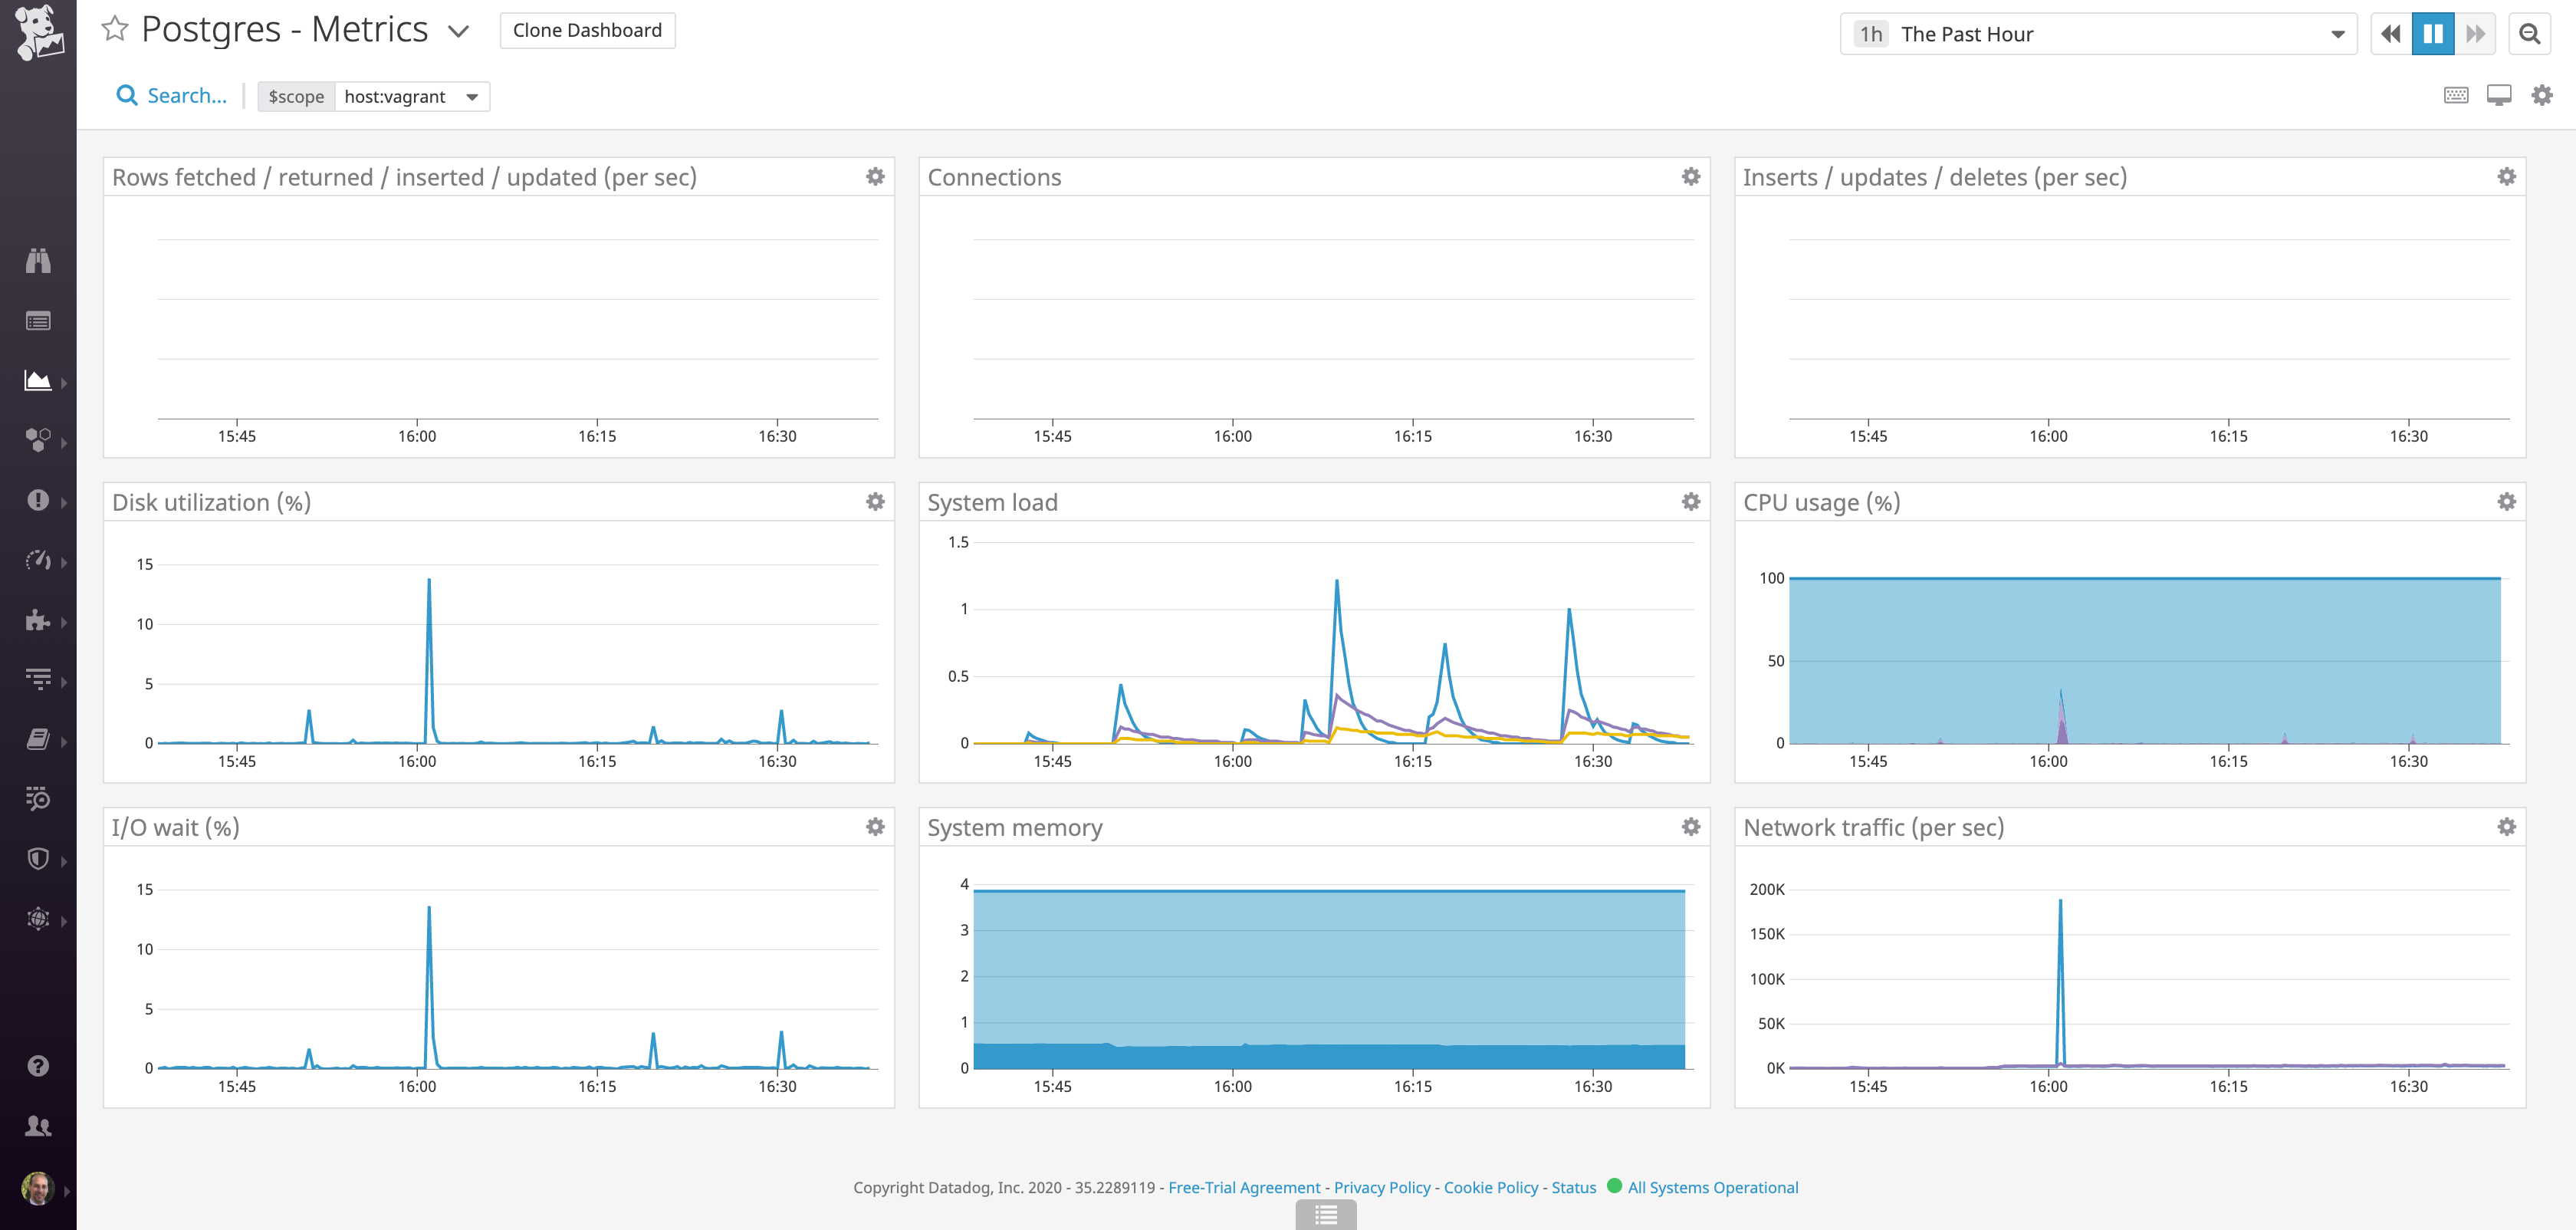 Postgres - Metrics
Clone Dashboard
1h The Past Hour
Search...
$scope host:vagrant
Rows fetched / returned / inserted / updated (per sec)
15:45 16:00 16:15 16:30
Connections
15:45 16:00 16:15 16:30
Inserts / updates / deletes (per sec)
15:45 16:00 16:15 16:30
Disk utilization (%)
15
10
5
0
15:45 16:00 16:15 16:30
System load
1.5
1
0.5
0
15:45 16:00 16:15 16:30
CPU usage (%)
100
50
0
15:45 16:00 16:15 16:30
I/O wait (%)
15
10
5
0
15:45 16:00 16:15 16:30
System memory
4
3
2
1
0
15:45 16:00 16:15 16:30
Network traffic (per sec)
200K
150K
100K
50K
0K
15:45 16:00 16:15 16:30
Copyright Datadog, Inc. 2020 - 35.2289119 - Free-Trial Agreement - Privacy Policy - Cookie Policy - Status All Systems Operational